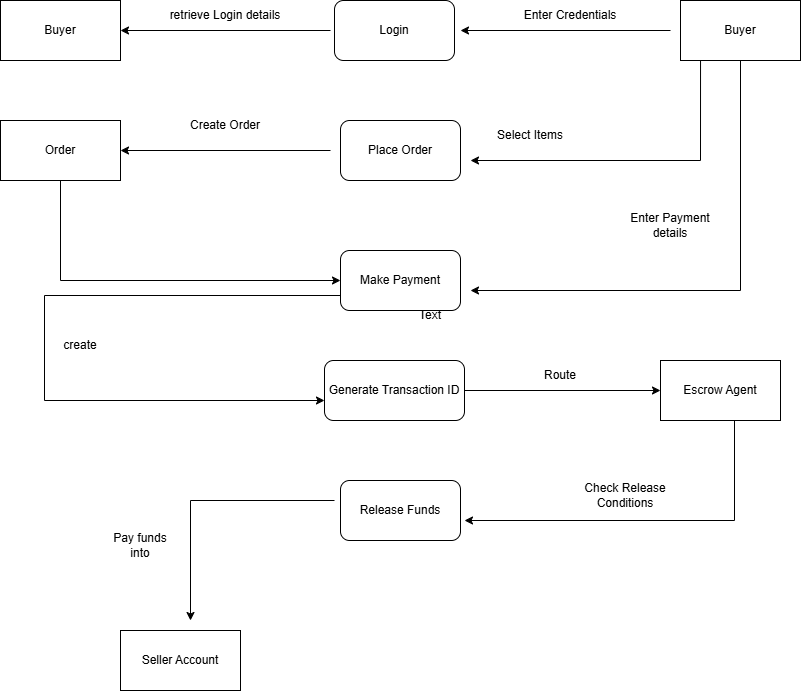 Buyer
retrieve Login details
Login
Enter Credentials
Buyer
Order
Create Order
Place Order
Select Items
Enter Payment
details
Make Payment
Text
create
Generate Transaction ID
Route
Escrow Agent
Release Funds
Check Release
Conditions
Pay funds
into
Seller Account